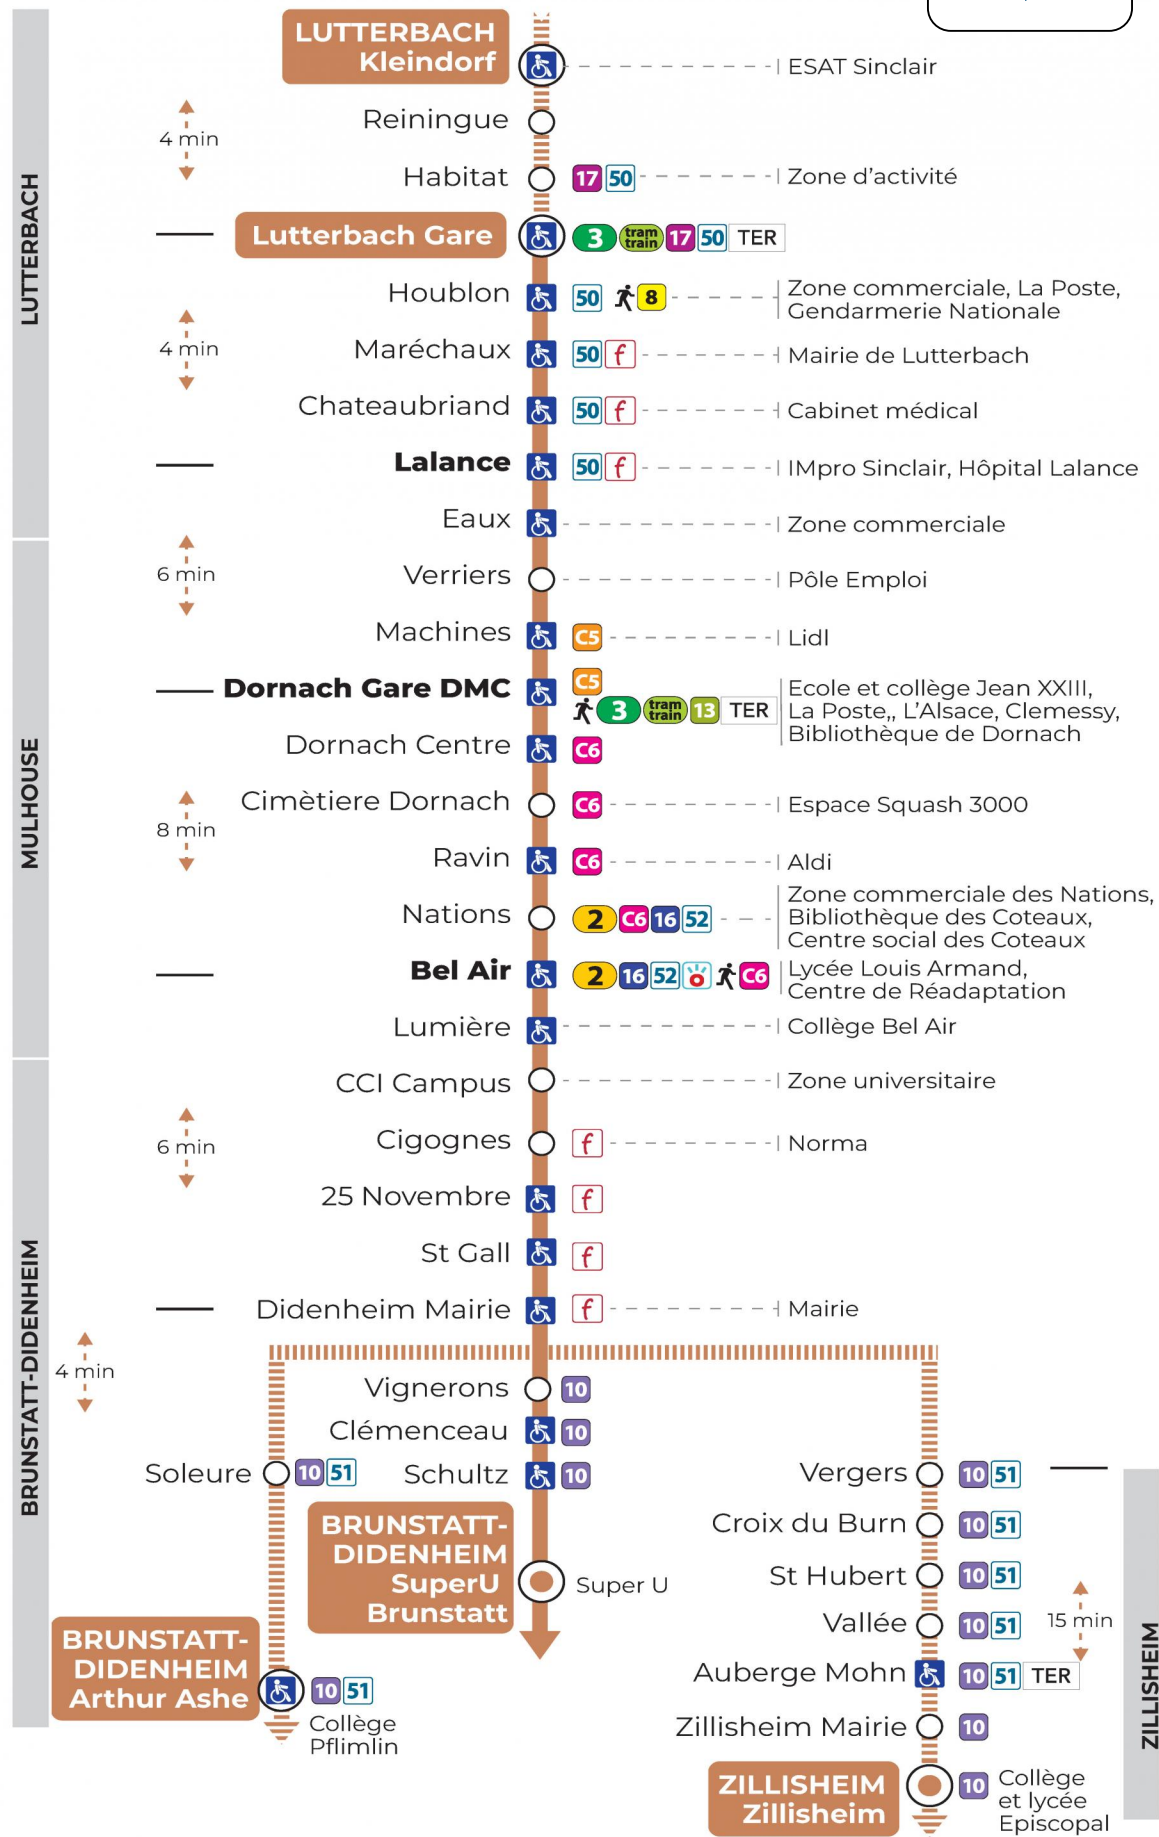 LUTTERBACH
Kleindorf
ESAT Sinclair
Reiningue
4 min
Habitat
17 50
Zone d’activité
LUTTERBACH
Lutterbach Gare
3 tram train 17 50 TER
Houblon
50 8
Zone commerciale, La Poste,
Gendarmerie Nationale
4 min
Maréchaux
50 f
Mairie de Lutterbach
Chateaubriand
50 f
Cabinet médical
Lalance
50 f
IMpro Sinclair, Hôpital Lalance
Eaux
Zone commerciale
6 min
Verriers
Pôle Emploi
Machines
C5
Lidl
Dornach Gare DMC
C5
3 tram train 13 TER
Ecole et collège Jean XXIII,
La Poste,, L’Alsace, Clemessy,
Bibliothèque de Dornach
Dornach Centre
C6
MULHOUSE
Cimètiere Dornach
C6
Espace Squash 3000
8 min
Ravin
C6
Aldi
Nations
2 C6 16 52
Zone commerciale des Nations,
Bibliothèque des Coteaux,
Centre social des Coteaux
Bel Air
2 16 52 C6
Lycée Louis Armand,
Centre de Réadaptation
Lumière
Collège Bel Air
CCI Campus
Zone universitaire
6 min
Cigognes
f
Norma
25 Novembre
f
St Gall
f
Didenheim Mairie
f
Mairie
BRUNSTATT-DIDENHEIM
4 min
Vignerons
10
Clémenceau
10
Soleure
10 51
Schultz
10
BRUNSTATT-
DIDENHEIM
SuperU
Brunstatt
Super U
BRUNSTATT-
DIDENHEIM
Arthur Ashe
10 51
Collège
Pflimlin
Vergers
10 51
Croix du Burn
10 51
St Hubert
10 51
Vallée
10 51
15 min
Auberge Mohn
10 51 TER
Zillisheim Mairie
10
ZILLISHEIM
ZILLISHEIM
Zillisheim
10
Collège
et lycée
Episcopal